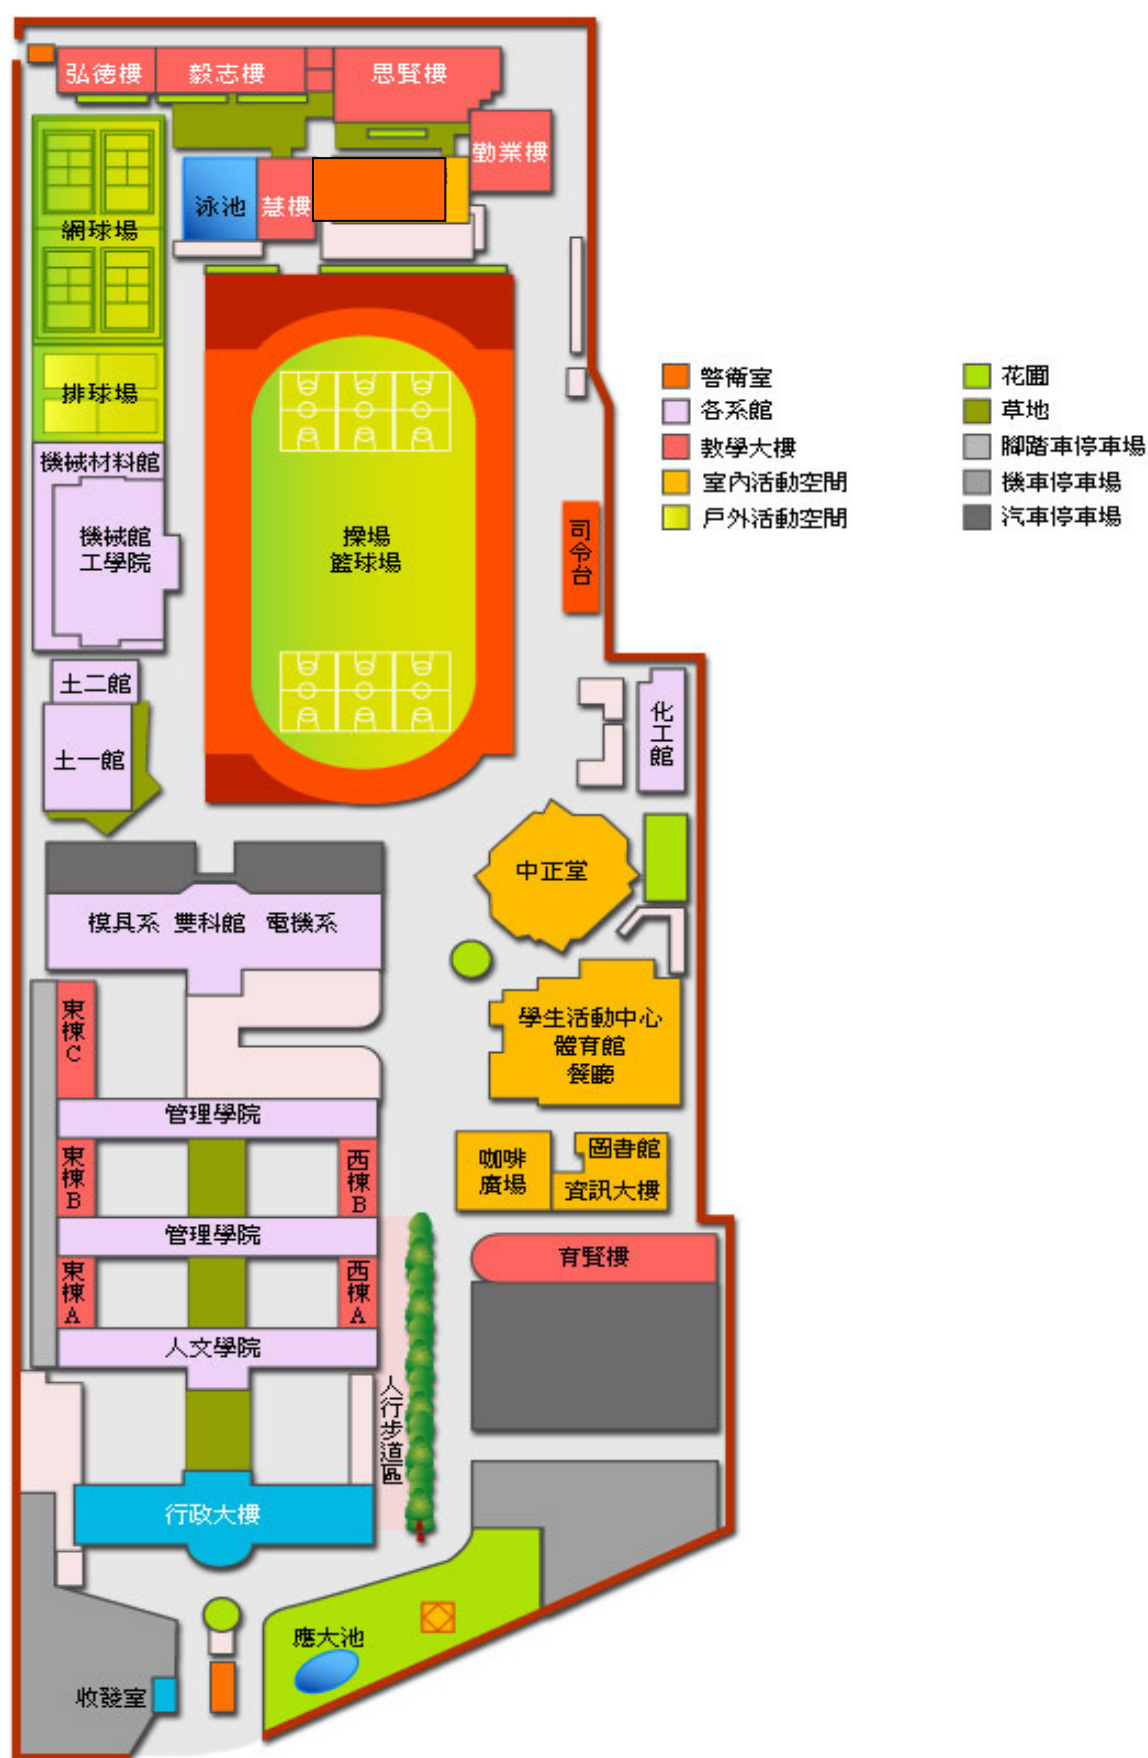 弘德樓
毅志樓
思賢樓
勤業樓
泳池
慧樓
網球場
排球場
機械材料館
機械館
工學院
操場
籃球場
司令台
警衛室
各系館
教學大樓
室內活動空間
戶外活動空間
花圃
草地
腳踏車停車場
機車停車場
汽車停車場
土二館
土一館
化工館
中正堂
模具系 雙科館 電機系
東棟C
學生活動中心
體育館
餐廳
管理學院
東棟B
西棟B
咖啡
廣場
圖書館
資訊大樓
管理學院
東棟A
西棟A
育賢樓
人文學院
人行步道區
行政大樓
應大池
收發室